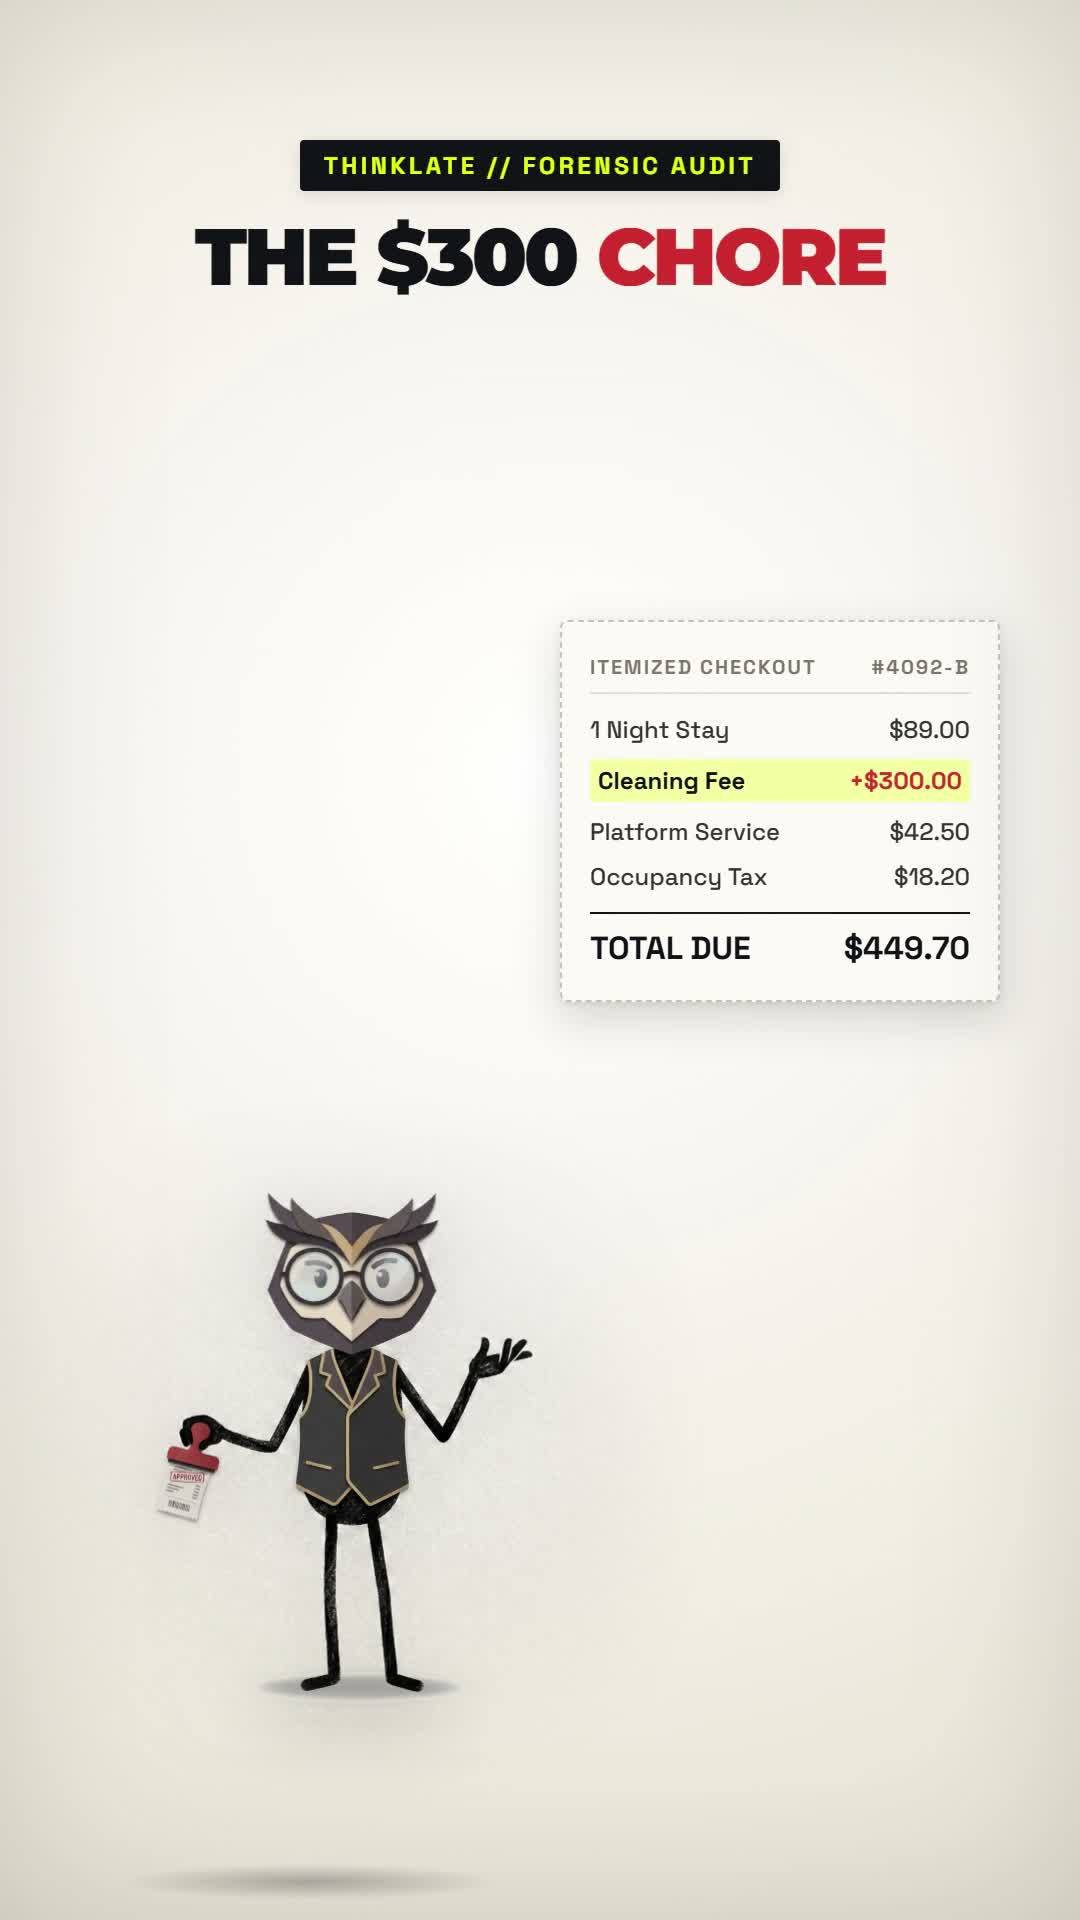 THINKLATE // FORENSIC AUDIT
THE $300 CHORE
ITEMIZED CHECKOUT #4092-B
1 Night Stay $89.00
Cleaning Fee +$300.00
Platform Service $42.50
Occupancy Tax $18.20
TOTAL DUE $449.70
APPROVED